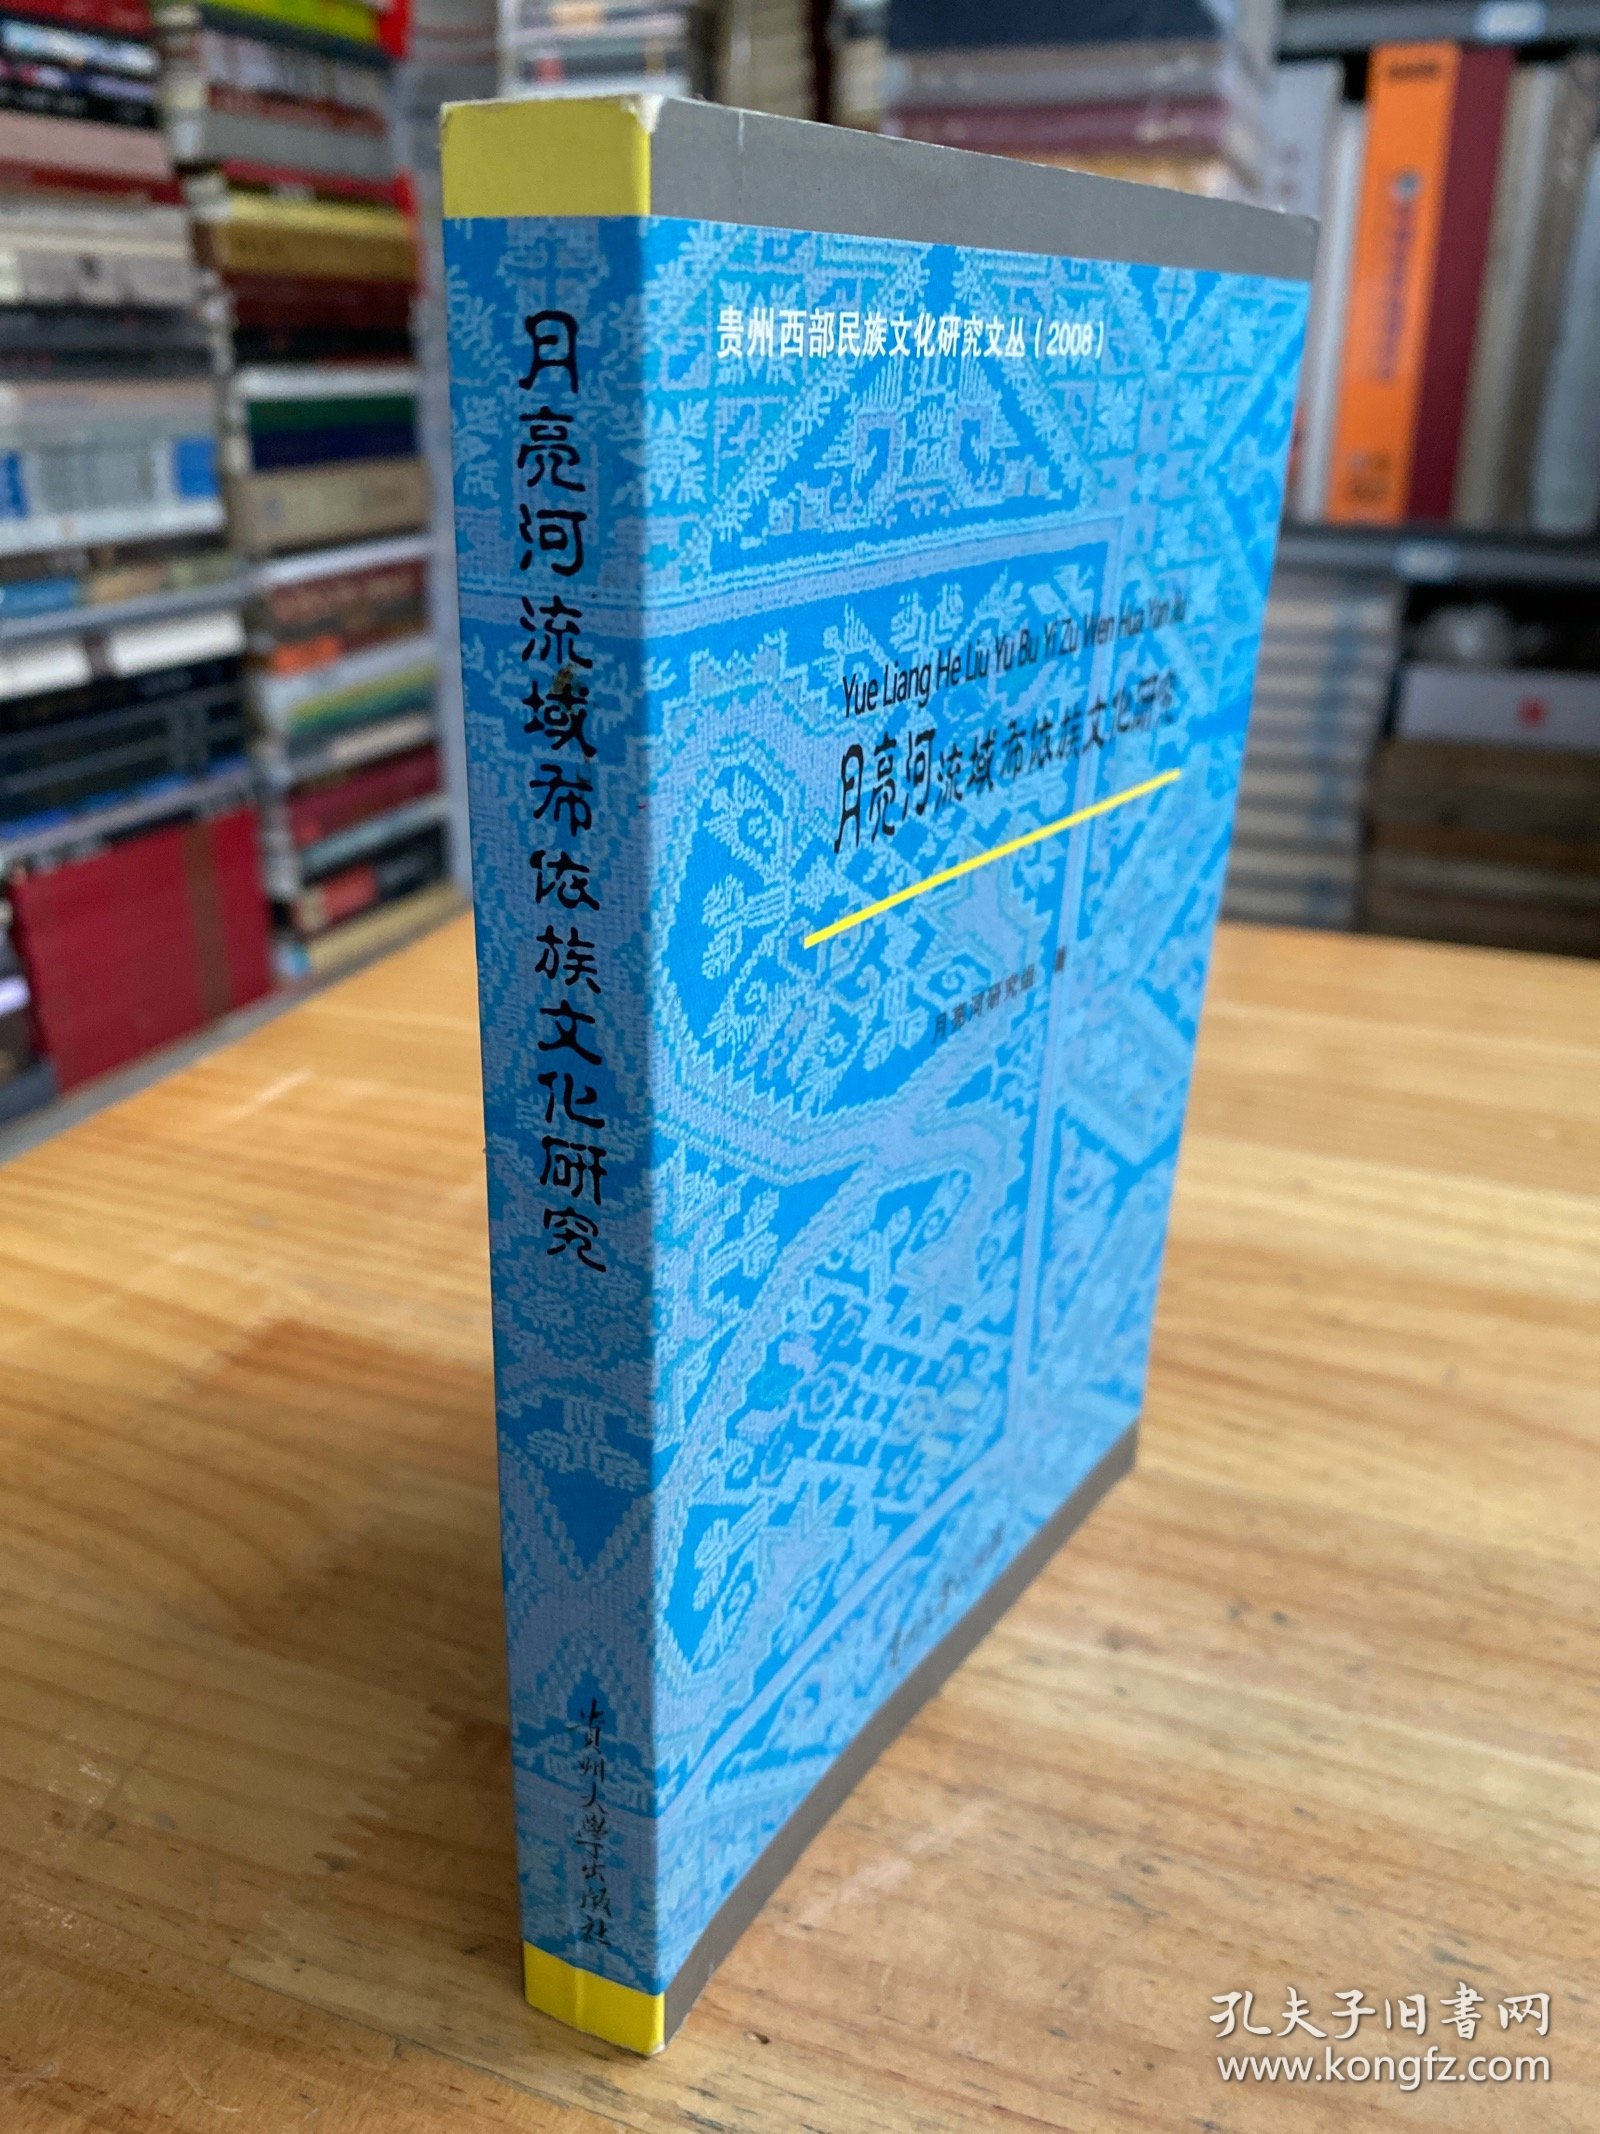 月亮河流域布依族文化研究
贵州大学出版社
贵州西部民族文化研究文丛(2008)
Yue Liang He Liu Yu Bu Yi Zu Wen Hua Yan Jiu
月亮河流域布依族文化研究
月亮河研究组 著
孔夫子旧書网
www.kongfz.com